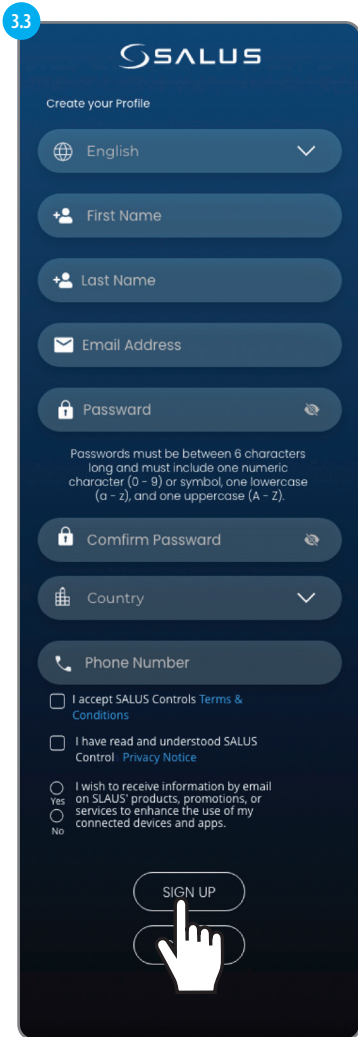 3.3
SALUS
Create your Profile
English
First Name
Last Name
Email Address
Password
Passwords must be between 6 characters
long and must include one numeric
character (0 - 9) or symbol, one lowercase
(a - z), and one uppercase (A - Z).
Comfirm Password
Country
Phone Number
I accept SALUS Controls Terms &
Conditions
I have read and understood SALUS
Control Privacy Notice
Yes
No
I wish to receive information by email
on SLAUS' products, promotions, or
services to enhance the use of my
connected devices and apps.
SIGN UP